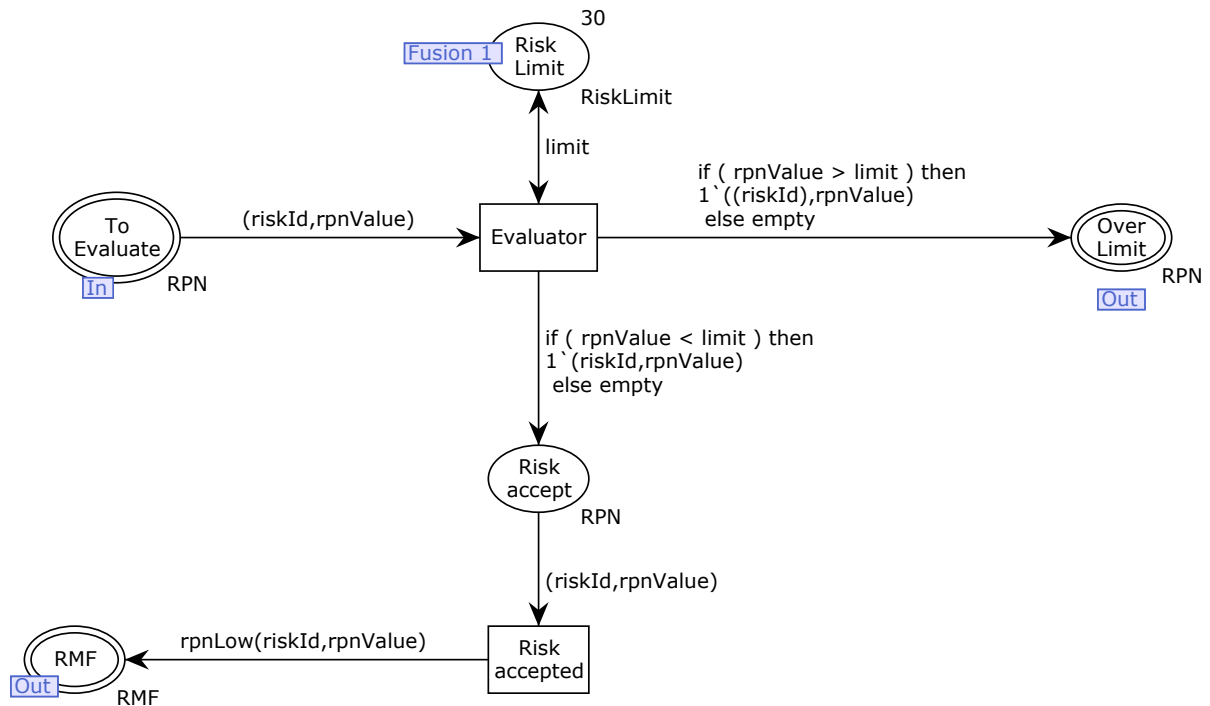 30
Fusion 1
Risk
Limit
RiskLimit
limit
if ( rpnValue > limit ) then
1`((riskId),rpnValue)
else empty
To
Evaluate
(riskId,rpnValue)
Evaluator
Over
Limit
In
RPN
RPN
Out
if ( rpnValue < limit ) then
1`(riskId,rpnValue)
else empty
Risk
accept
RPN
(riskId,rpnValue)
RMF
rpnLow(riskId,rpnValue)
Risk
accepted
Out
RMF